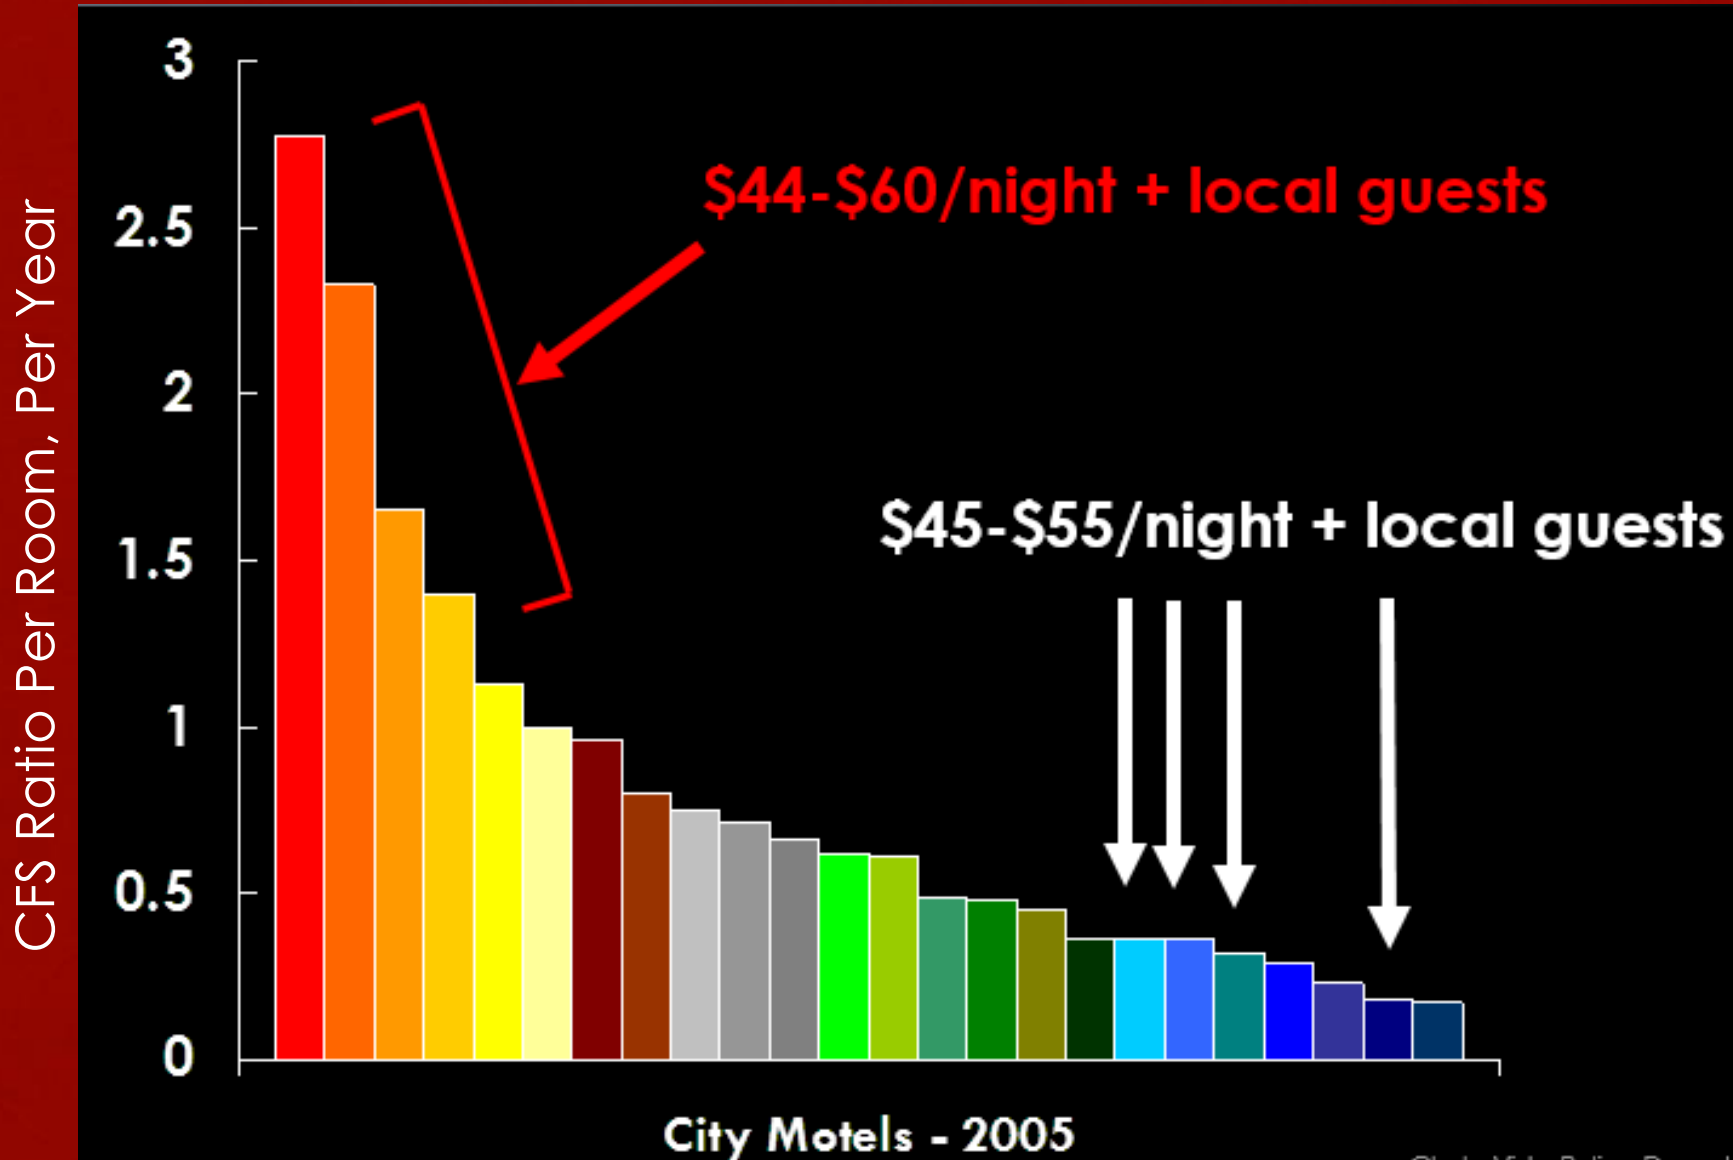 CFS Ratio Per Room, Per Year
3
2.5
2
1.5
1
0.5
0
$44-$60/night + local guests
$45-$55/night + local guests
City Motels - 2005